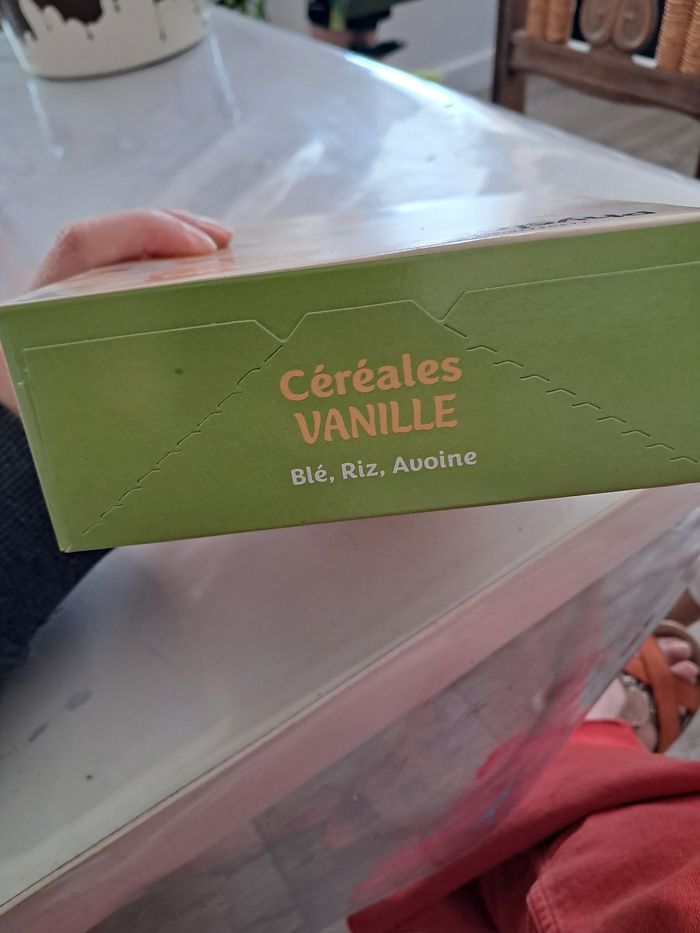 Céréales
VANILLE
Blé, Riz, Avoine